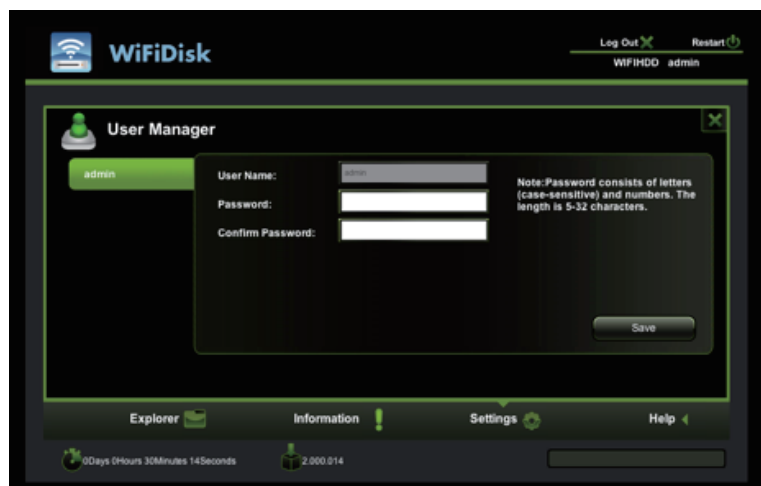 WiFiDisk
Log Out Restart
WIFIHDD admin
User Manager
admin
User Name: admin
Password:
Confirm Password:
Note:Password consists of letters
(case-sensitive) and numbers. The
length is 5-32 characters.
Save
Explorer Information Settings Help
0Days 0Hours 30Minutes 14Seconds 2.000.014